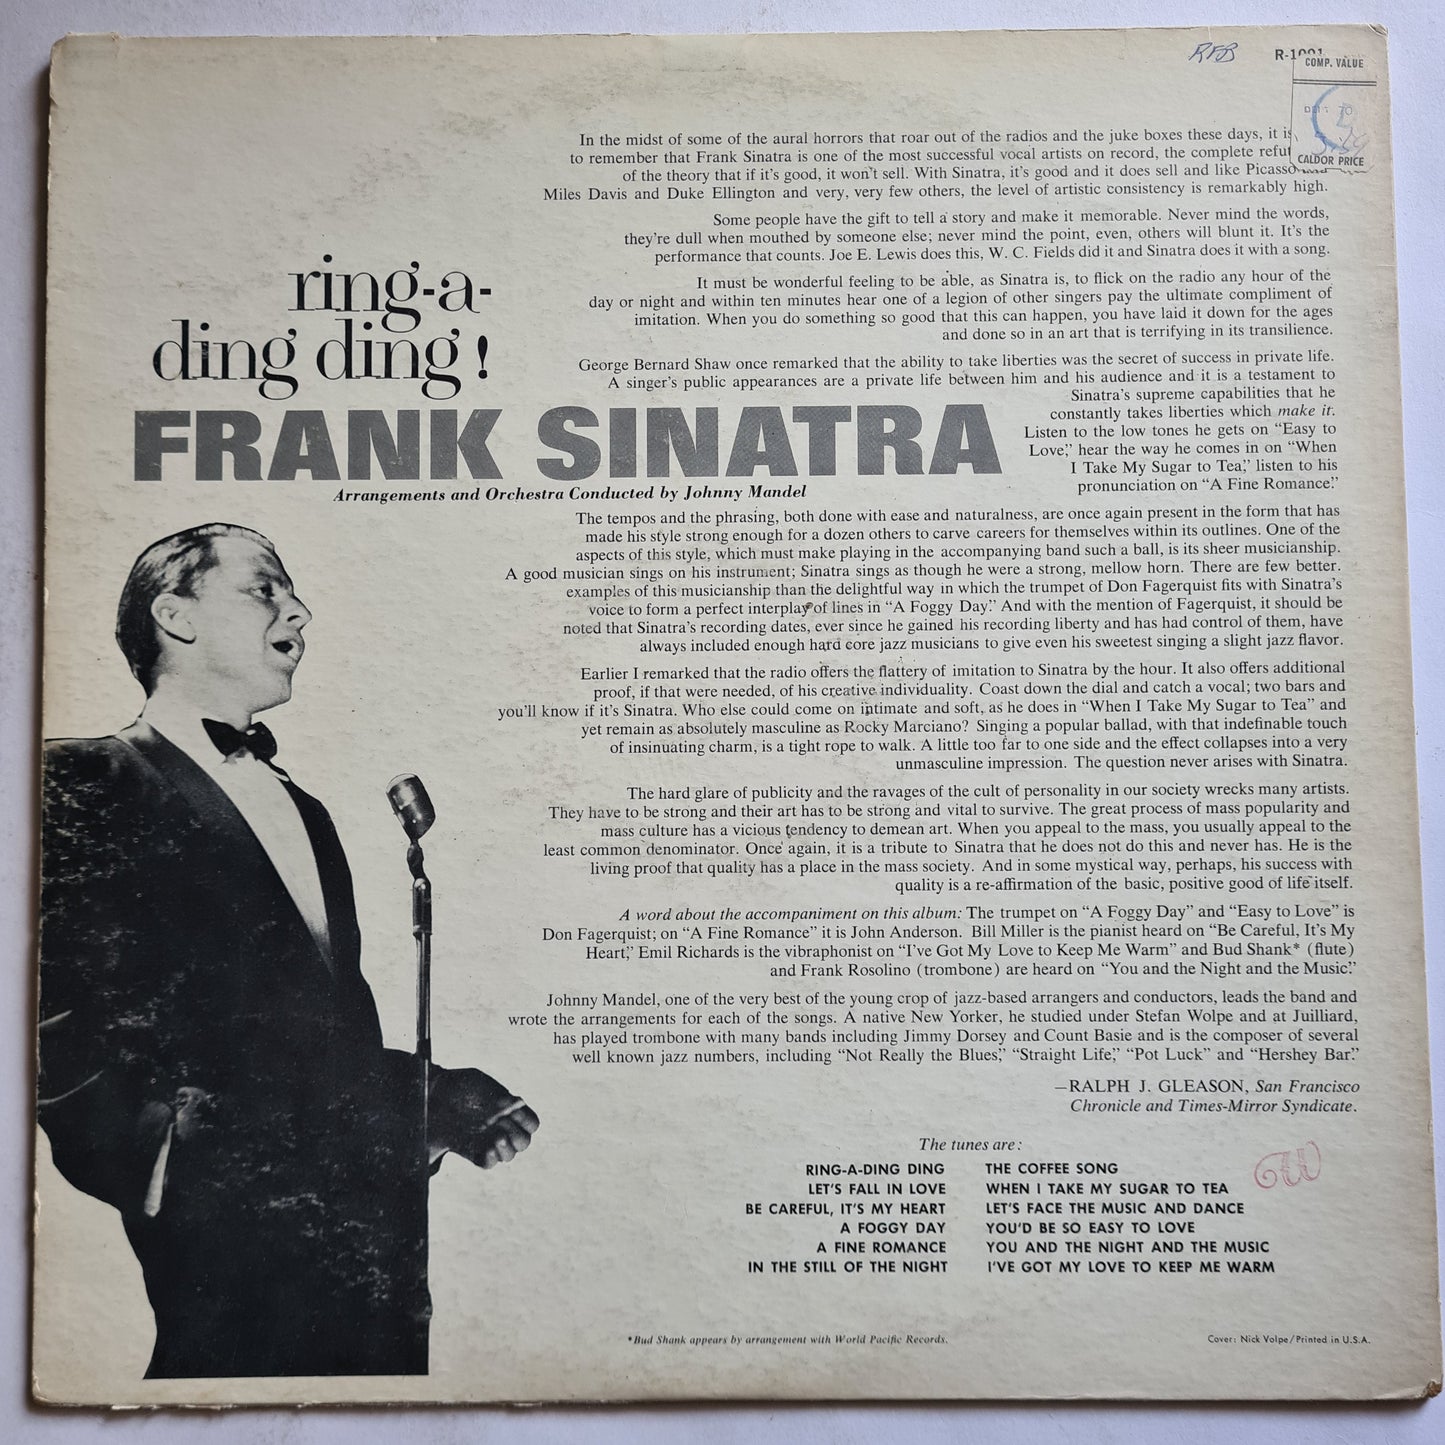 RFB
R-1001
COMP. VALUE
CALDOR PRICE
In the midst of some of the aural horrors that roar out of the radios and the juke boxes these days, it is
to remember that Frank Sinatra is one of the most successful vocal artists on record, the complete
of the theory that if it's good, it won't sell. With Sinatra, it's good and it does sell and like Picasso and
Miles Davis and Duke Ellington and very, very few others, the level of artistic consistency is remarkably high.
Some people have the gift to tell a story and make it memorable. Never mind the words,
they're dull when mouthed by someone else; never mind the point, even, others will blunt it. It's the
performance that counts. Joe E. Lewis does this, W. C. Fields did it and Sinatra does it with a song.
It must be wonderful feeling to be able, as Sinatra is, to flick on the radio any hour of the
day or night and within ten minutes hear one of a legion of other singers pay the ultimate compliment of
imitation. When you do something so good that this can happen, you have laid it down for the ages
and done so in an art that is terrifying in its transilience.
George Bernard Shaw once remarked that the ability to take liberties was the secret of success in private life.
A singer's public appearances are a private life between him and his audience and it is a testament to
Sinatra's supreme capabilities that he
constantly takes liberties which make it.
Listen to the low tones he gets on "Easy to
Love," hear the way he comes in on "When
I Take My Sugar to Tea," listen to his
pronunciation on "A Fine Romance."
ring-a-
ding ding!
FRANK SINATRA
Arrangements and Orchestra Conducted by Johnny Mandel
The tempos and the phrasing, both done with ease and naturalness, are once again present in the form that has
made his style strong enough for a dozen others to carve careers for themselves within its outlines. One of the
aspects of this style, which must make playing in the accompanying band such a ball, is its sheer musicianship.
A good musician sings on his instrument; Sinatra sings as though he were a strong, mellow horn. There are few better.
examples of this musicianship than the delightful way in which the trumpet of Don Fagerquist fits with Sinatra's
voice to form a perfect interplay of lines in "A Foggy Day." And with the mention of Fagerquist, it should be
noted that Sinatra's recording dates, ever since he gained his recording liberty and has had control of them, have
always included enough hard core jazz musicians to give even his sweetest singing a slight jazz flavor.
Earlier I remarked that the radio offers the flattery of imitation to Sinatra by the hour. It also offers additional
proof, if that were needed, of his creative individuality. Coast down the dial and catch a vocal; two bars and
you'll know if it's Sinatra. Who else could come on intimate and soft, as he does in "When I Take My Sugar to Tea" and
yet remain as absolutely masculine as Rocky Marciano? Singing a popular ballad, with that indefinable touch
of insinuating charm, is a tight rope to walk. A little too far to one side and the effect collapses into a very
unmasculine impression. The question never arises with Sinatra.
The hard glare of publicity and the ravages of the cult of personality in our society wrecks many artists.
They have to be strong and their art has to be strong and vital to survive. The great process of mass popularity and
mass culture has a vicious tendency to demean art. When you appeal to the mass, you usually appeal to the
least common denominator. Once again, it is a tribute to Sinatra that he does not do this and never has. He is the
living proof that quality has a place in the mass society. And in some mystical way, perhaps, his success with
quality is a re-affirmation of the basic, positive good of life itself.
A word about the accompaniment on this album: The trumpet on "A Foggy Day" and "Easy to Love" is
Don Fagerquist; on "A Fine Romance" it is John Anderson. Bill Miller is the pianist heard on "Be Careful, It's My
Heart," Emil Richards is the vibraphonist on "I've Got My Love to Keep Me Warm" and Bud Shank* (flute)
and Frank Rosolino (trombone) are heard on "You and the Night and the Music."
Johnny Mandel, one of the very best of the young crop of jazz-based arrangers and conductors, leads the band and
wrote the arrangements for each of the songs. A native New Yorker, he studied under Stefan Wolpe and at Juilliard,
has played trombone with many bands including Jimmy Dorsey and Count Basie and is the composer of several
well known jazz numbers, including "Not Really the Blues," "Straight Life," "Pot Luck" and "Hershey Bar."
—RALPH J. GLEASON, San Francisco
Chronicle and Times-Mirror Syndicate.
The tunes are:
RING-A-DING DING
LET'S FALL IN LOVE
BE CAREFUL, IT'S MY HEART
A FOGGY DAY
A FINE ROMANCE
IN THE STILL OF THE NIGHT
THE COFFEE SONG
WHEN I TAKE MY SUGAR TO TEA
LET'S FACE THE MUSIC AND DANCE
YOU'D BE SO EASY TO LOVE
YOU AND THE NIGHT AND THE MUSIC
I'VE GOT MY LOVE TO KEEP ME WARM
W
*Bud Shank appears by arrangement with World Pacific Records.
Cover: Nick Volpe/Printed in U.S.A.